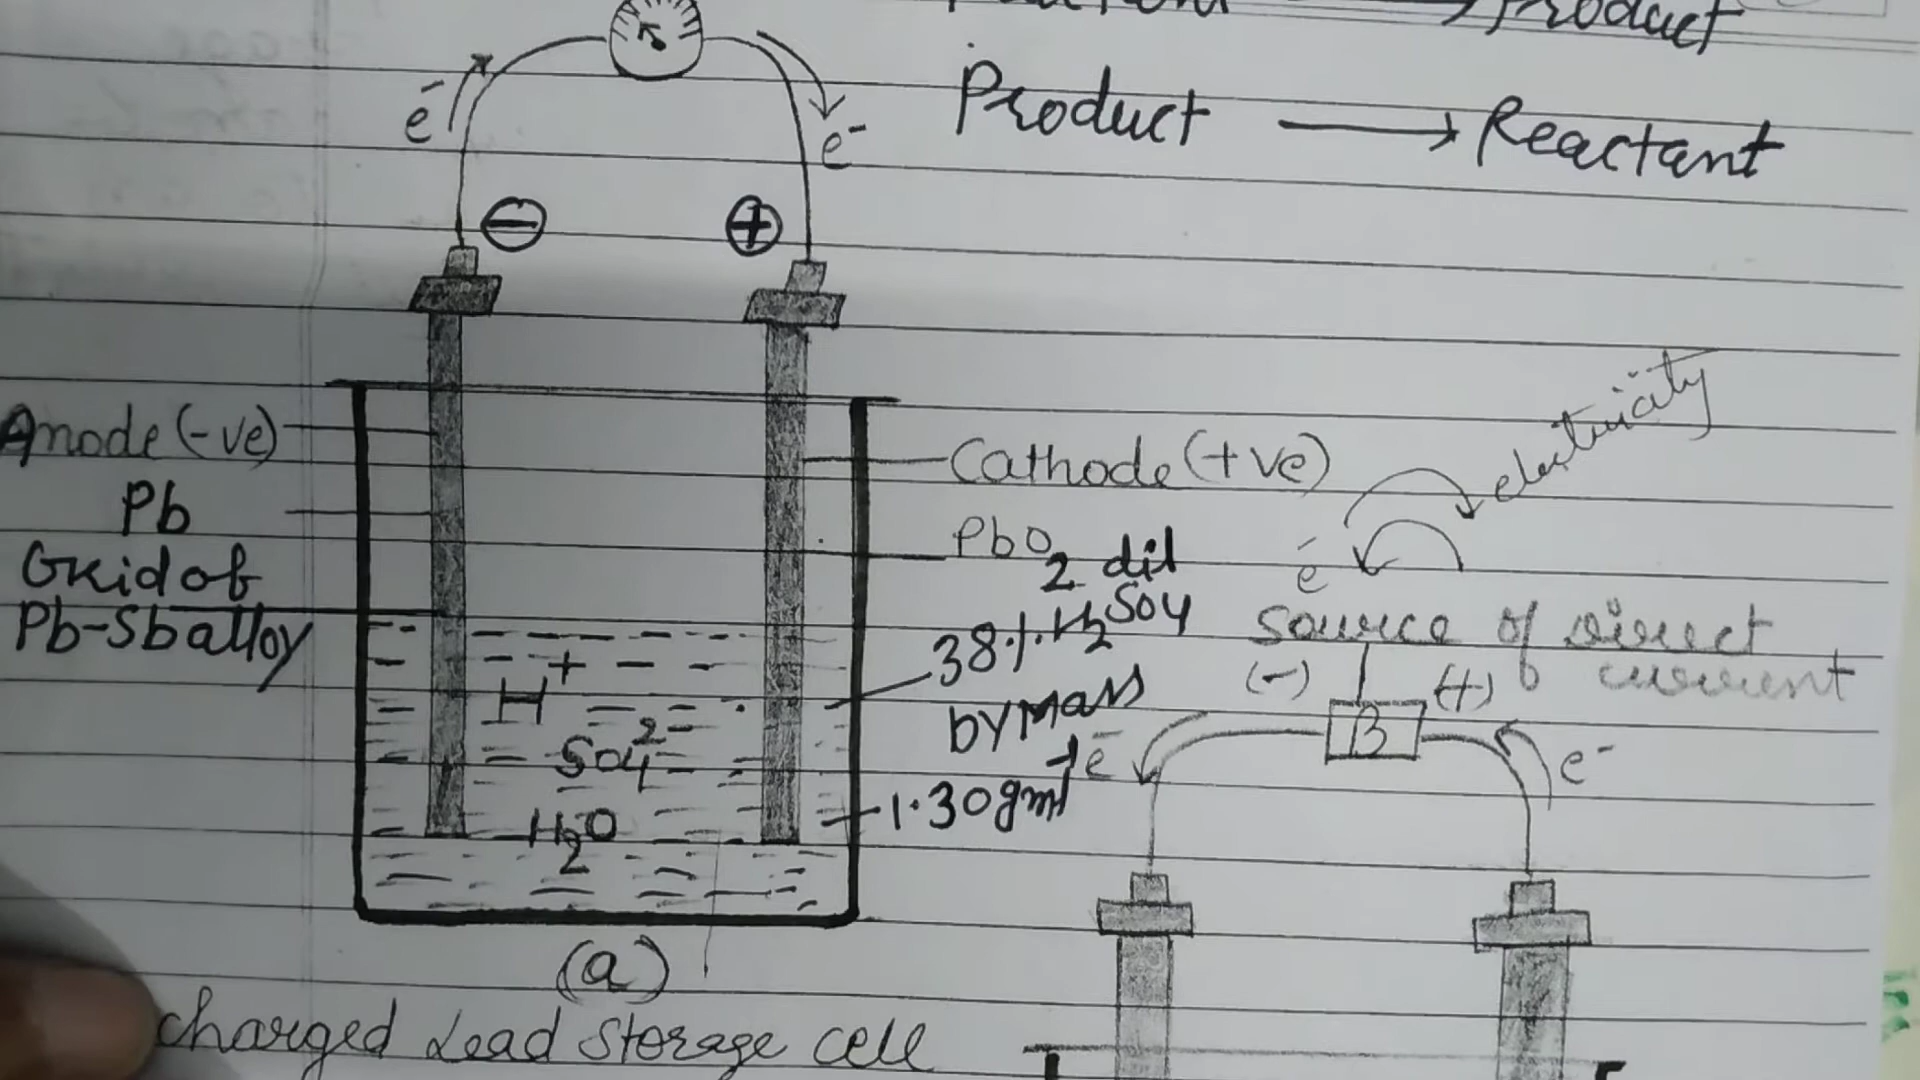 Product
Product → Reactant
e⁻
e⁻
−
+
Anode (-ve)
Pb
Grid of
Pb-Sb alloy
Cathode (+ve)
PbO2
dil
38% H2SO4
by Mass
1.30 gml
H+
SO4 2-
H2O
(a)
charged Lead Storage cell
electricity
e⁻
Source of Direct
current
(-) (+)
B
e⁻
e⁻